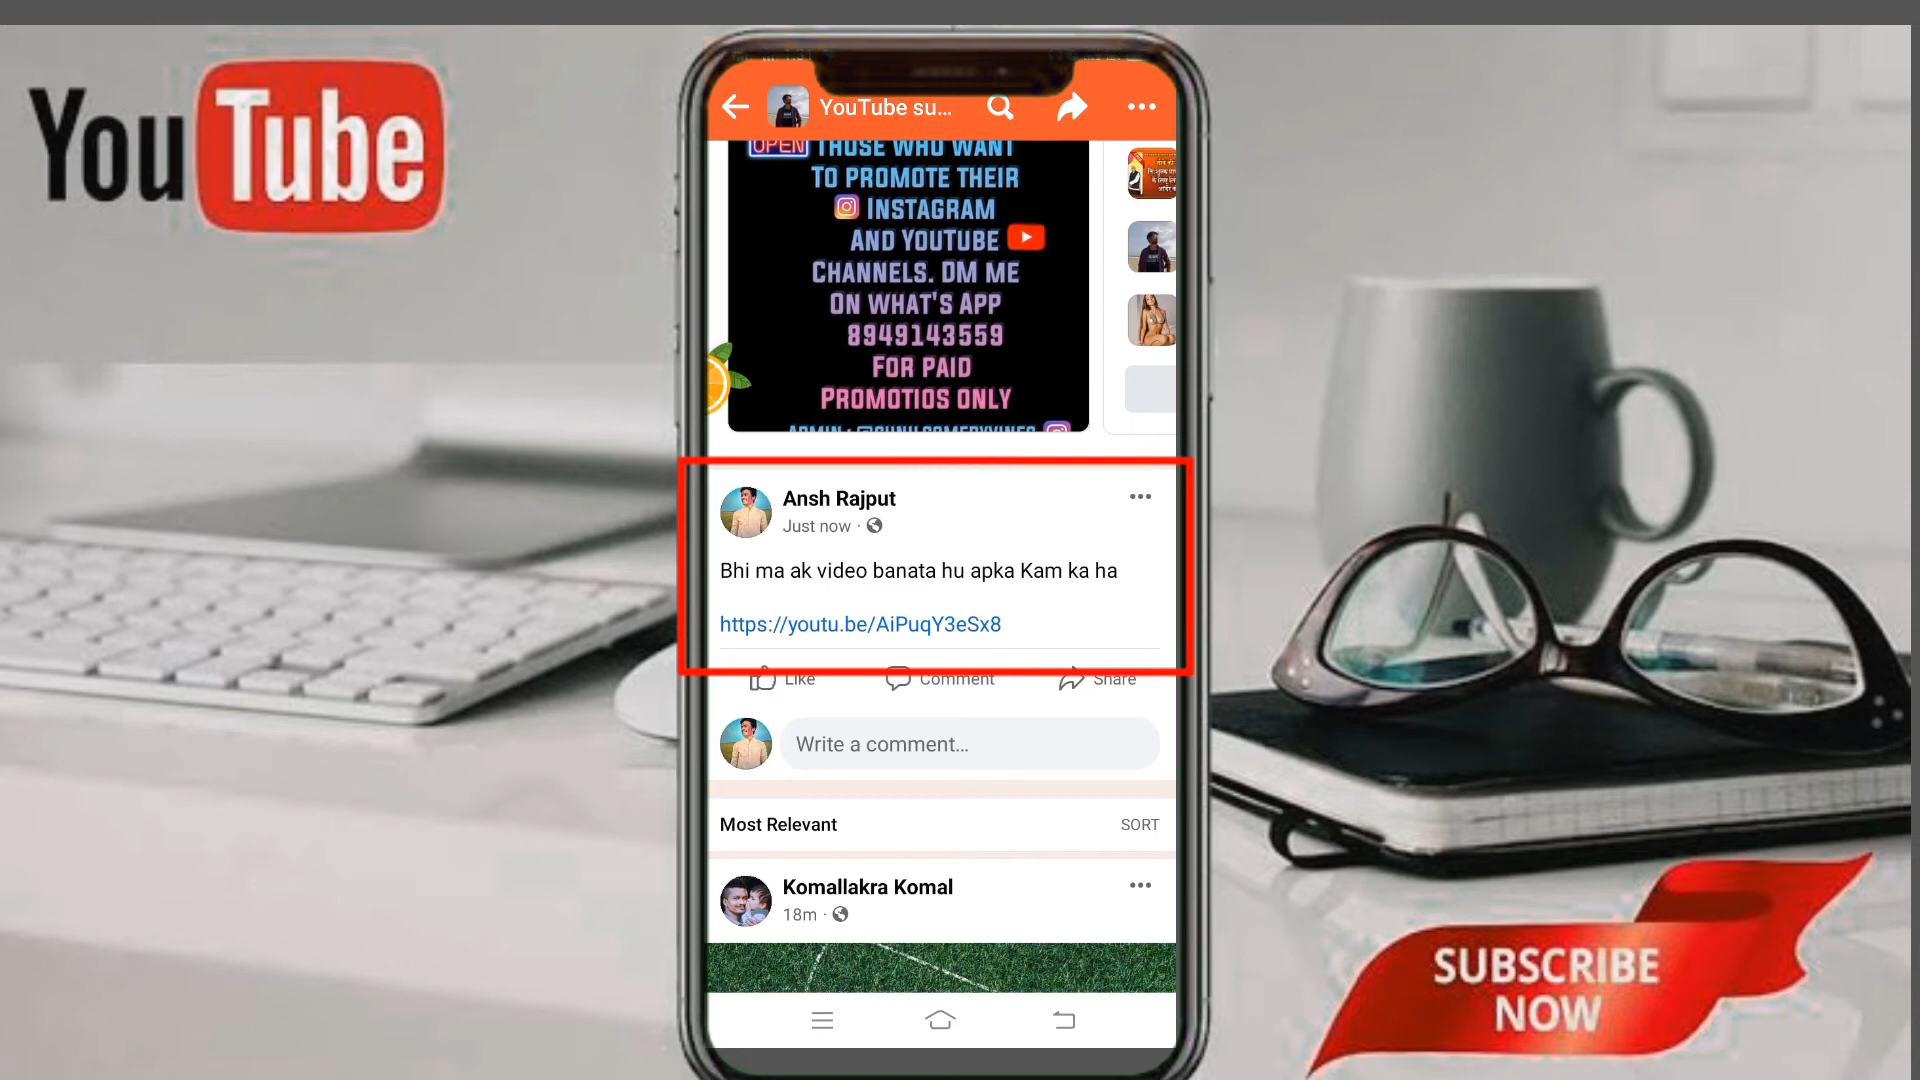 YouTube
YouTube su...
OPEN THOSE WHO WANT
TO PROMOTE THEIR
INSTAGRAM
AND YOUTUBE
CHANNELS. DM ME
ON WHAT'S APP
8949143559
FOR PAID
PROMOTIOS ONLY
Ansh Rajput
Just now ·
Bhi ma ak video banata hu apka Kam ka ha
https://youtu.be/AiPuqY3eSx8
Like Comment Share
Write a comment...
Most Relevant SORT
Komallakra Komal
18m ·
SUBSCRIBE
NOW